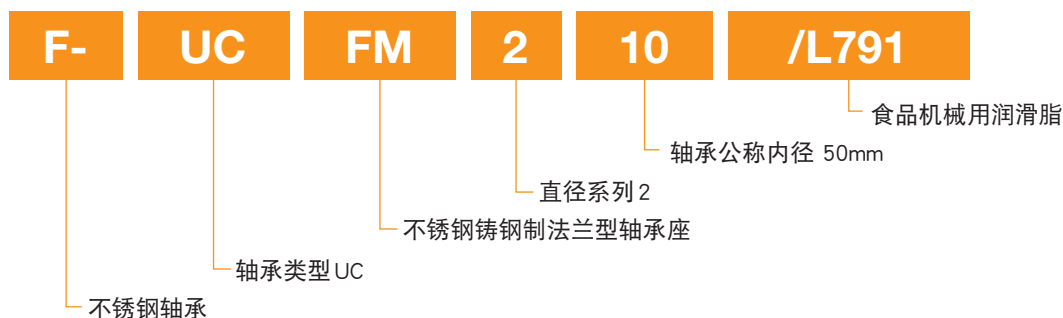 F- UC FM 2 10 /L791
食品机械用润滑脂
轴承公称内径 50mm
直径系列2
不锈钢铸钢制法兰型轴承座
轴承类型UC
不锈钢轴承